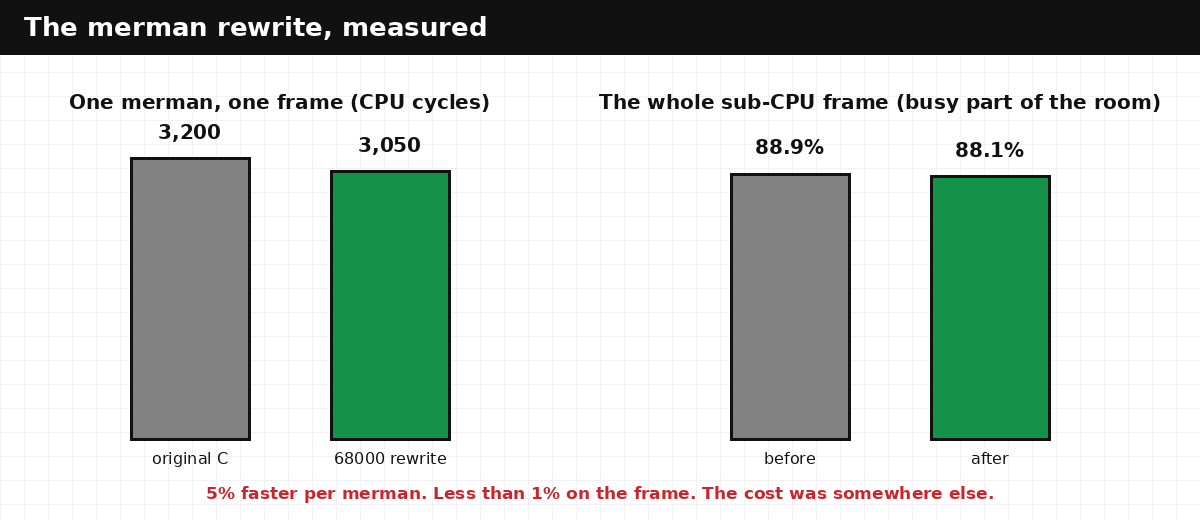 The merman rewrite, measured
One merman, one frame (CPU cycles)
3,200
3,050
original C
68000 rewrite
The whole sub-CPU frame (busy part of the room)
88.9%
88.1%
before
after
5% faster per merman. Less than 1% on the frame. The cost was somewhere else.